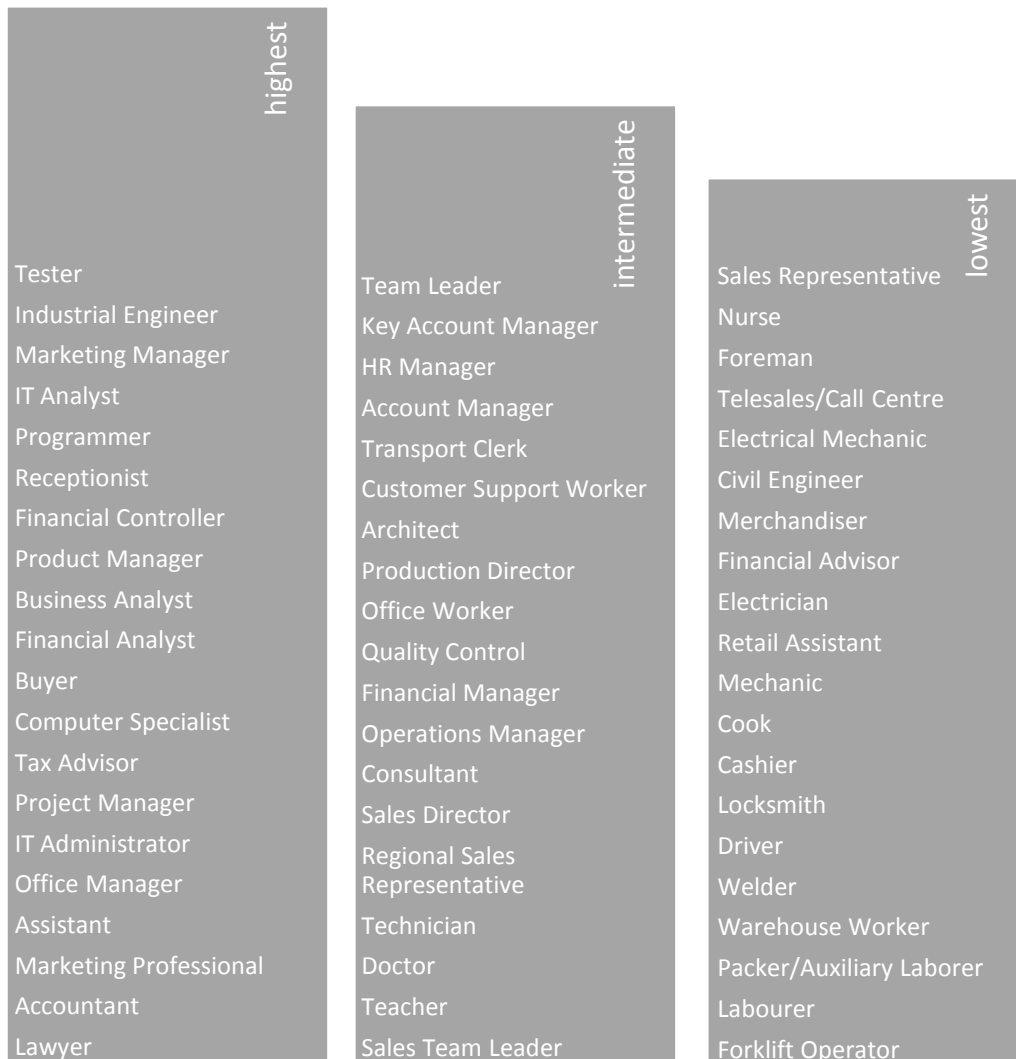 highest
Tester
Industrial Engineer
Marketing Manager
IT Analyst
Programmer
Receptionist
Financial Controller
Product Manager
Business Analyst
Financial Analyst
Buyer
Computer Specialist
Tax Advisor
Project Manager
IT Administrator
Office Manager
Assistant
Marketing Professional
Accountant
Lawyer
intermediate
Team Leader
Key Account Manager
HR Manager
Account Manager
Transport Clerk
Customer Support Worker
Architect
Production Director
Office Worker
Quality Control
Financial Manager
Operations Manager
Consultant
Sales Director
Regional Sales
Representative
Technician
Doctor
Teacher
Sales Team Leader
lowest
Sales Representative
Nurse
Foreman
Telesales/Call Centre
Electrical Mechanic
Civil Engineer
Merchandiser
Financial Advisor
Electrician
Retail Assistant
Mechanic
Cook
Cashier
Locksmith
Driver
Welder
Warehouse Worker
Packer/Auxiliary Laborer
Labourer
Forklift Operator